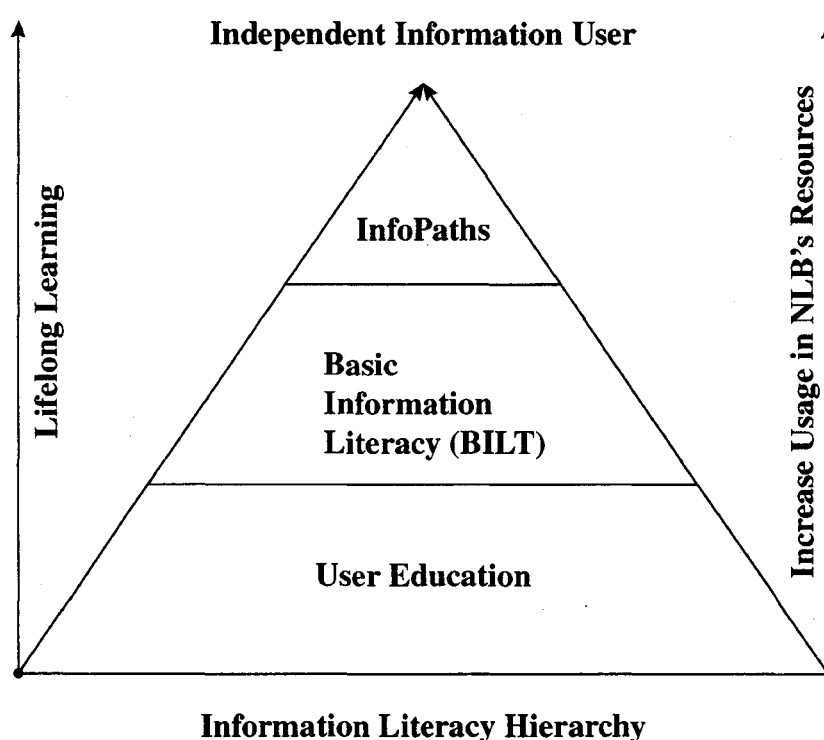 Independent Information User
Lifelong Learning
Increase Usage in NLB's Resources
InfoPaths
Basic
Information
Literacy (BILT)
User Education
Information Literacy Hierarchy